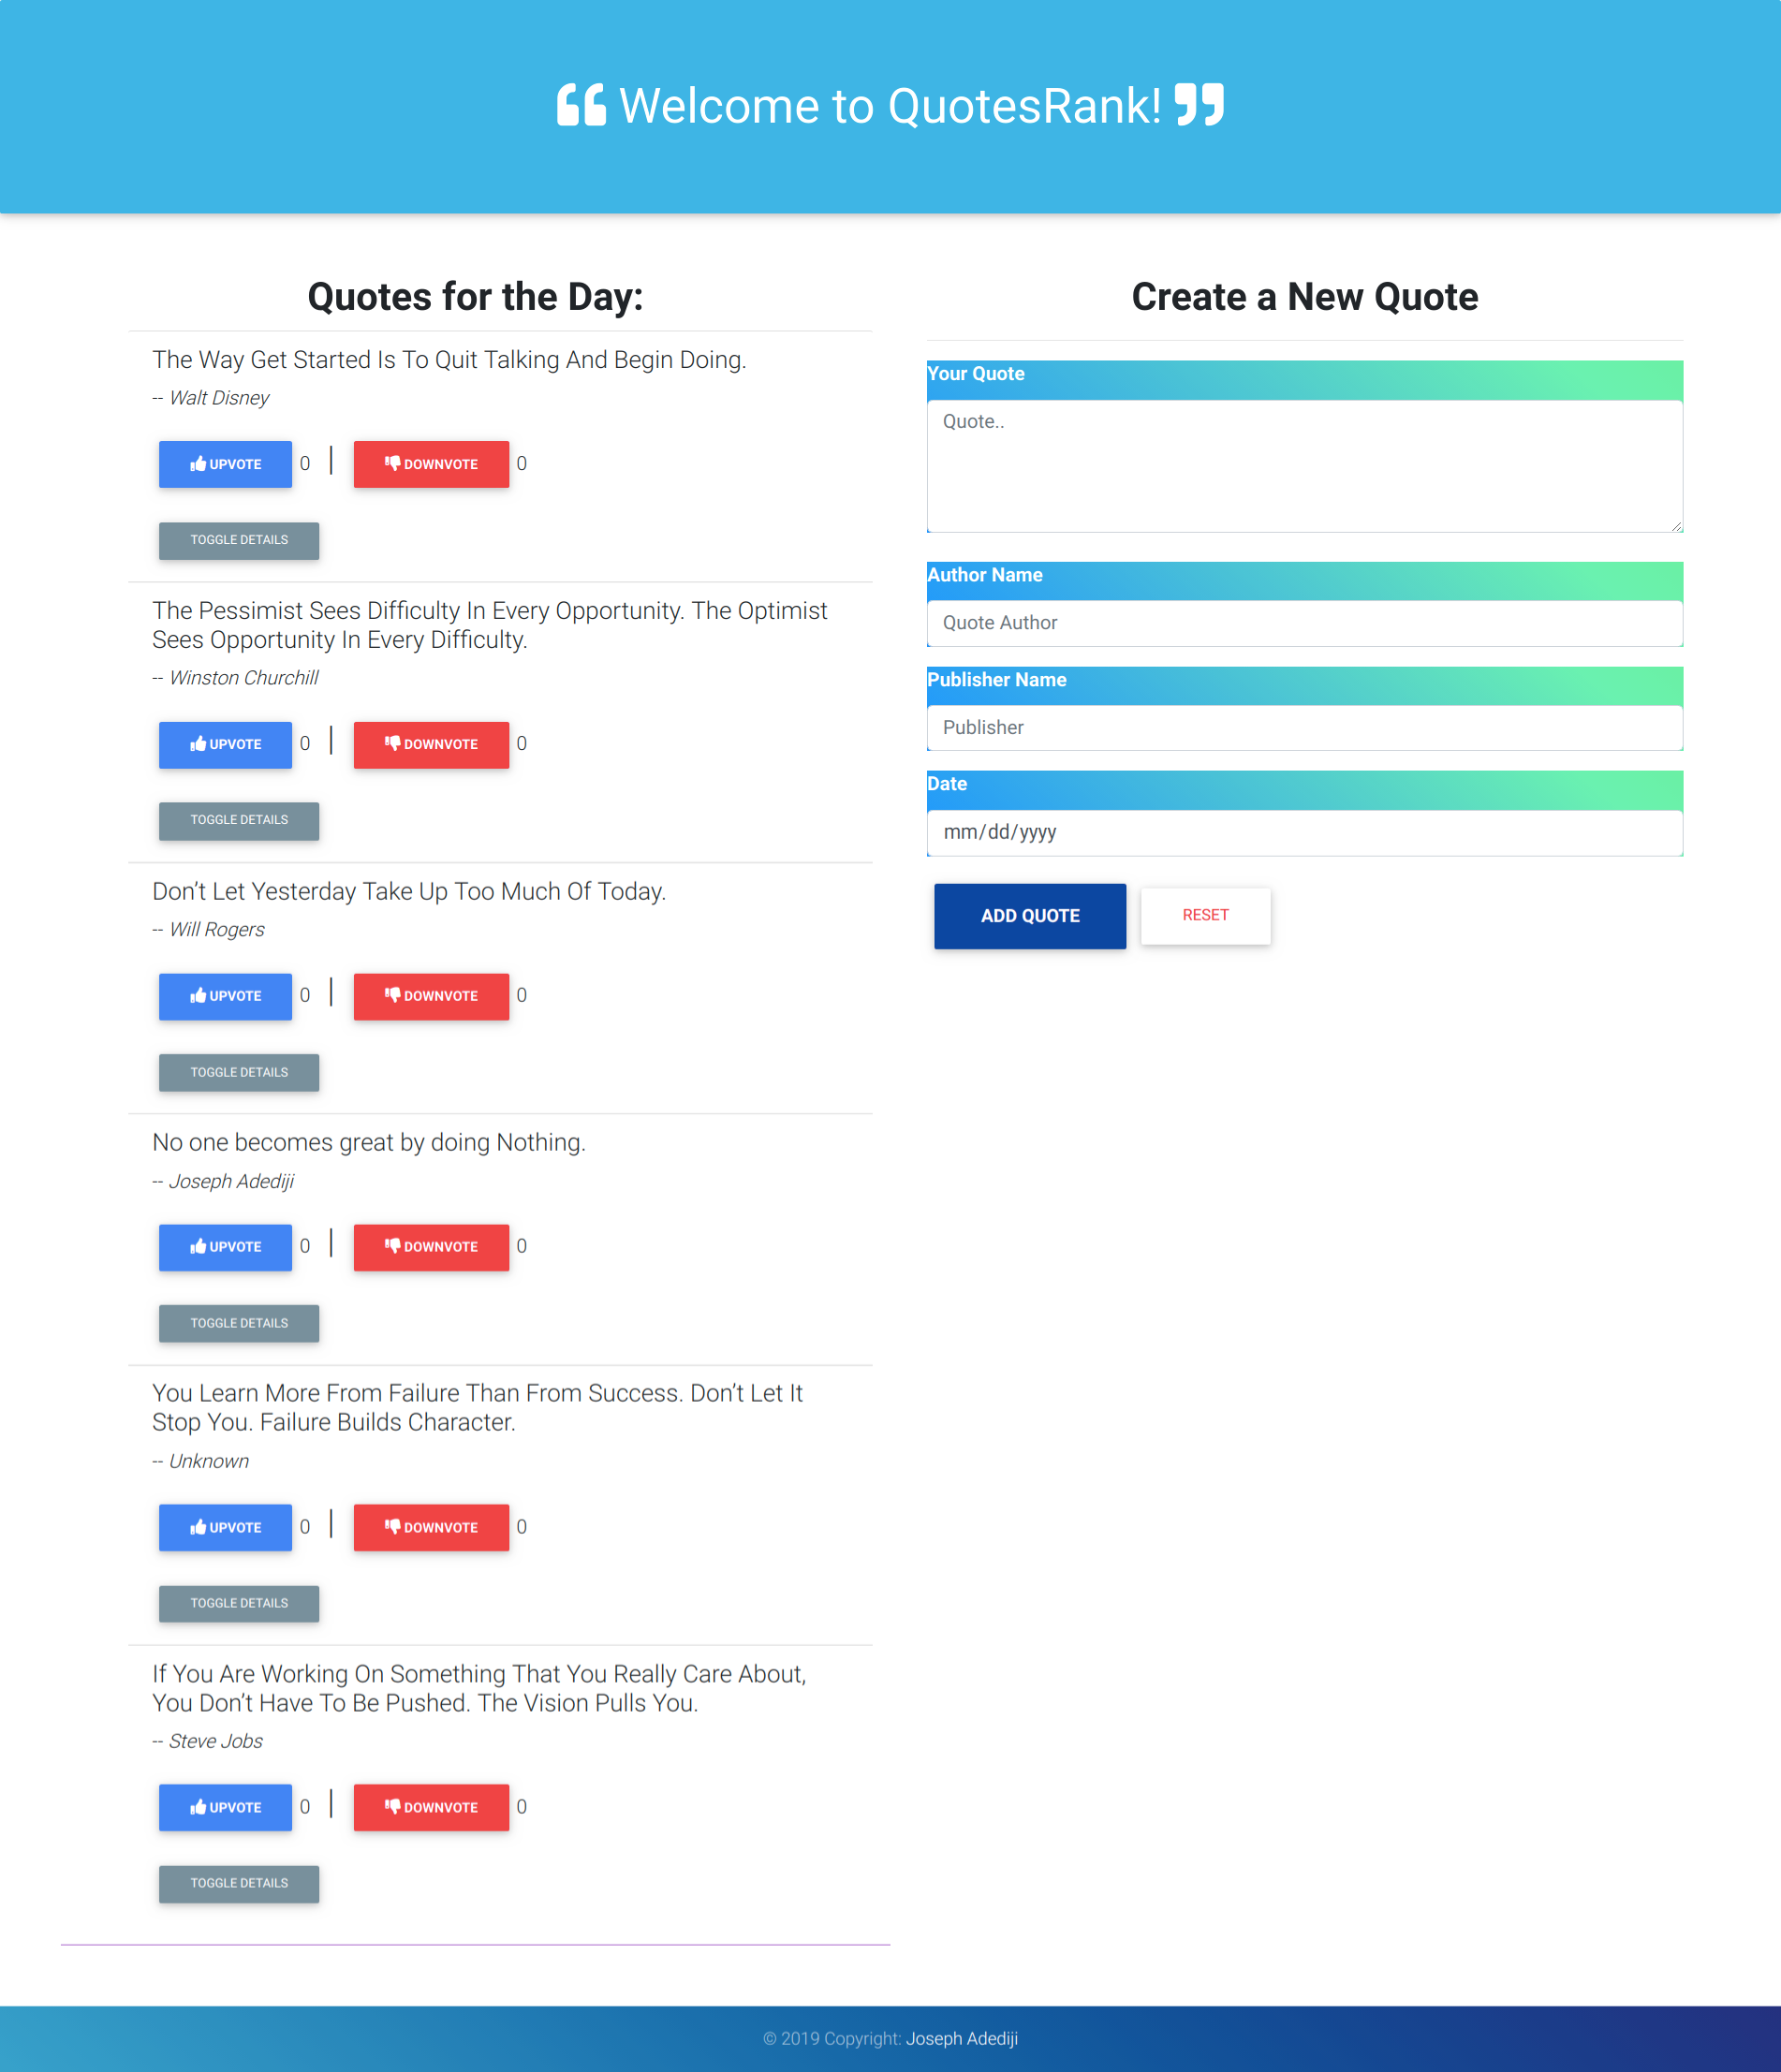 Welcome to QuotesRank!
Quotes for the Day:
The Way Get Started Is To Quit Talking And Begin Doing.
-- Walt Disney
UPVOTE 0 | DOWNVOTE 0
TOGGLE DETAILS
The Pessimist Sees Difficulty In Every Opportunity. The Optimist
Sees Opportunity In Every Difficulty.
-- Winston Churchill
UPVOTE 0 | DOWNVOTE 0
TOGGLE DETAILS
Don’t Let Yesterday Take Up Too Much Of Today.
-- Will Rogers
UPVOTE 0 | DOWNVOTE 0
TOGGLE DETAILS
No one becomes great by doing Nothing.
-- Joseph Adediji
UPVOTE 0 | DOWNVOTE 0
TOGGLE DETAILS
You Learn More From Failure Than From Success. Don’t Let It
Stop You. Failure Builds Character.
-- Unknown
UPVOTE 0 | DOWNVOTE 0
TOGGLE DETAILS
If You Are Working On Something That You Really Care About,
You Don’t Have To Be Pushed. The Vision Pulls You.
-- Steve Jobs
UPVOTE 0 | DOWNVOTE 0
TOGGLE DETAILS
Create a New Quote
Your Quote
Quote..
Author Name
Quote Author
Publisher Name
Publisher
Date
mm/dd/yyyy
ADD QUOTE RESET
© 2019 Copyright: Joseph Adediji